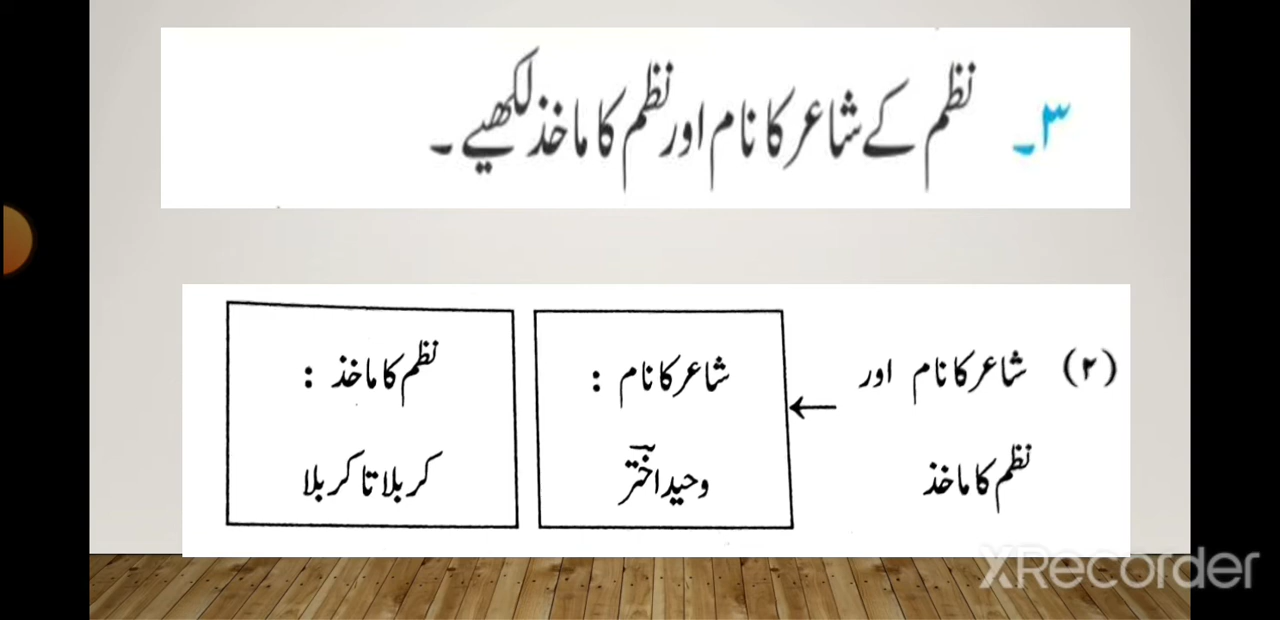 ۳۔ نظم کے شاعر کا نام اور نظم کا ماخذ لکھیے۔
(۲) شاعر کا نام اور
نظم کا ماخذ
←
شاعر کا نام :
وحید اخترؔ
نظم کا ماخذ :
کربلا تا کربلا
XRecorder